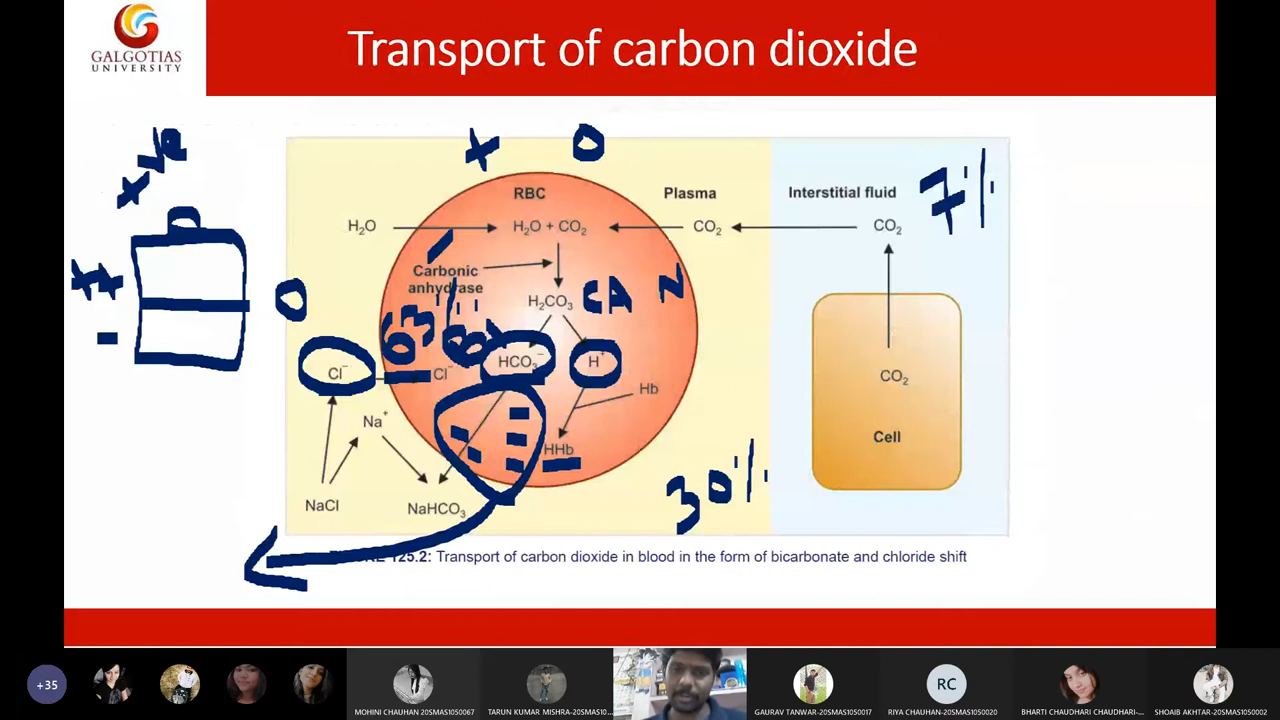 GALGOTIAS
UNIVERSITY
Transport of carbon dioxide
+ve
+ O
RBC
Plasma
Interstitial fluid
7%
H₂O
H₂O + CO₂
CO₂
CO₂
Carbonic
anhydrase
H₂CO₃
CA
N
O
63%
Cl⁻
Cl⁻
HCO₃⁻
H⁺
Hb
CO₂
Cell
Na⁺
HHb
NaCl
NaHCO₃
30%
125.2: Transport of carbon dioxide in blood in the form of bicarbonate and chloride shift
+35
MOHINI CHAUHAN 20SMAS1050067
TARUN KUMAR MISHRA-20SMAS10...
GAURAV TANWAR-20SMAS1050017
RC
RIYA CHAUHAN-20SMAS1050020
BHARTI CHAUDHARI CHAUDHARI-...
SHOAIB AKHTAR-20SMAS1050002